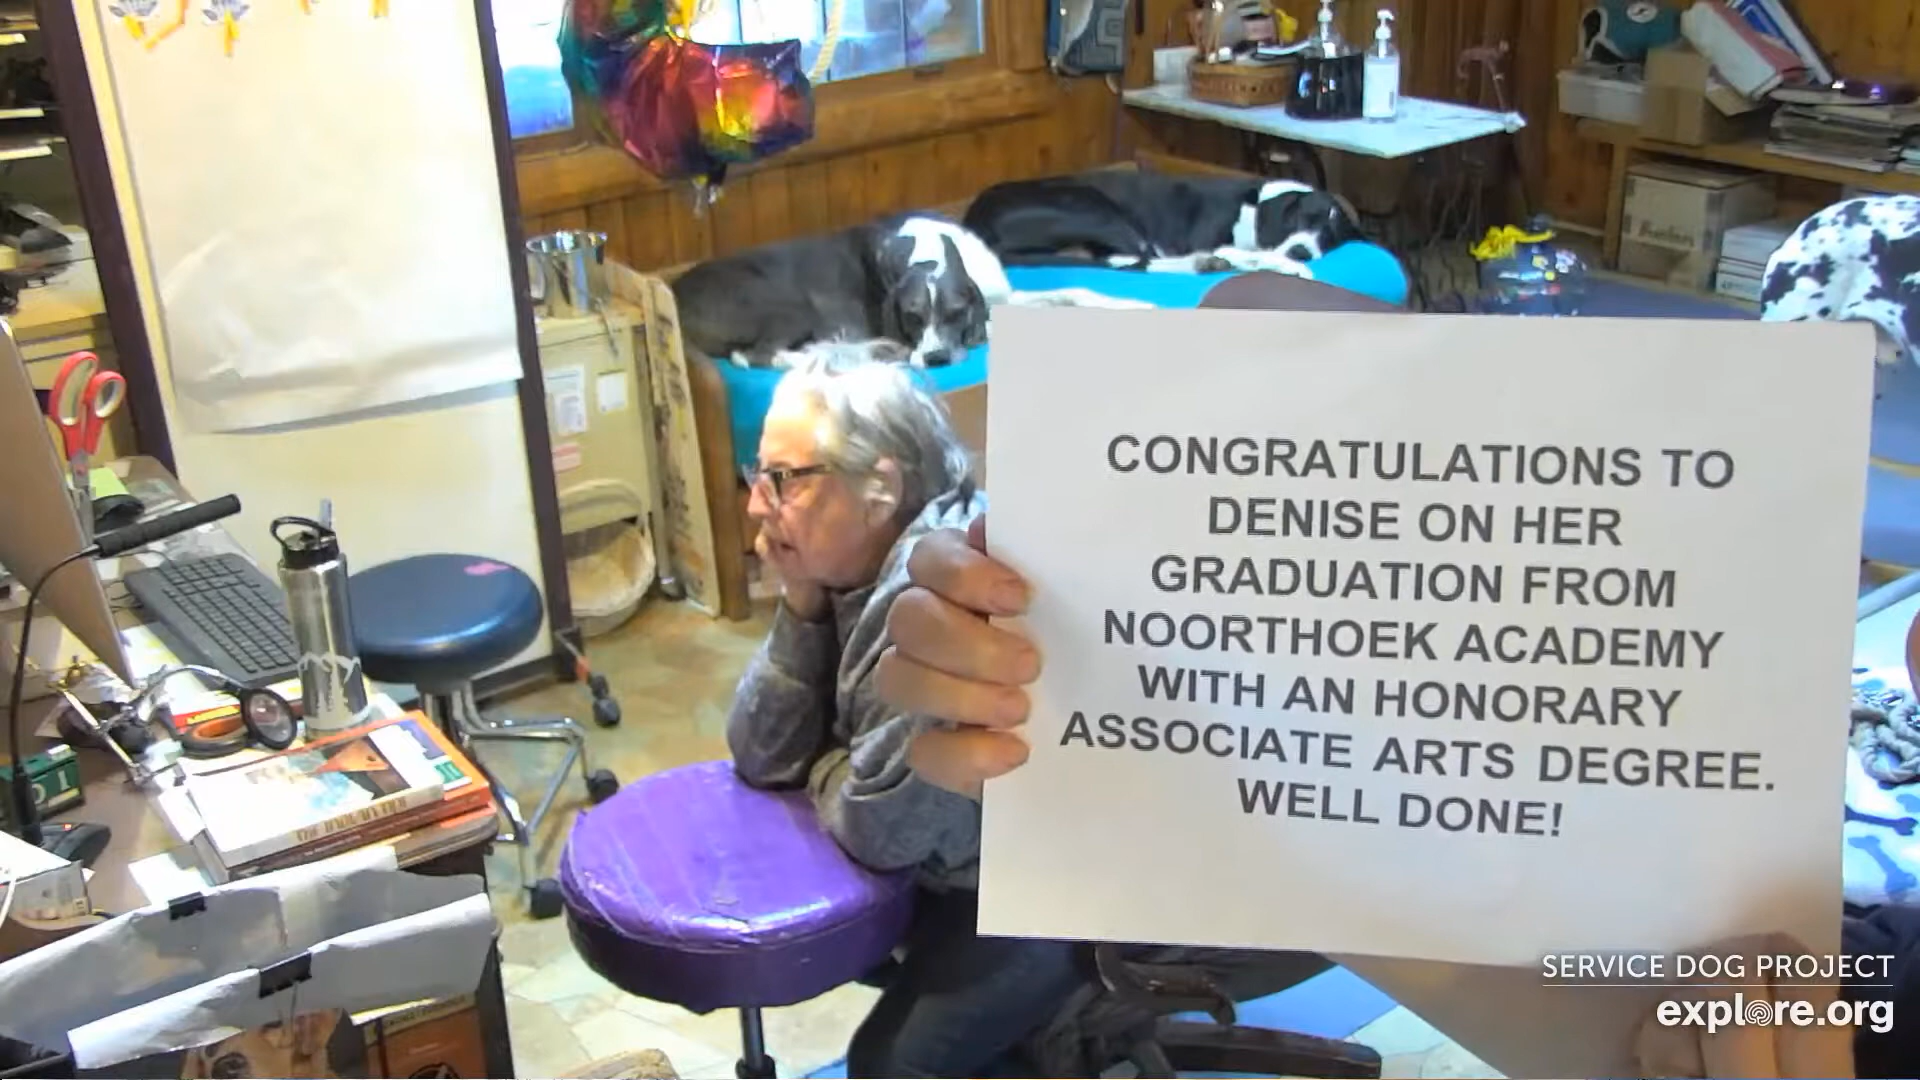 CONGRATULATIONS TO
DENISE ON HER
GRADUATION FROM
NOORTHOEK ACADEMY
WITH AN HONORARY
ASSOCIATE ARTS DEGREE.
WELL DONE!
SERVICE DOG PROJECT
explore.org